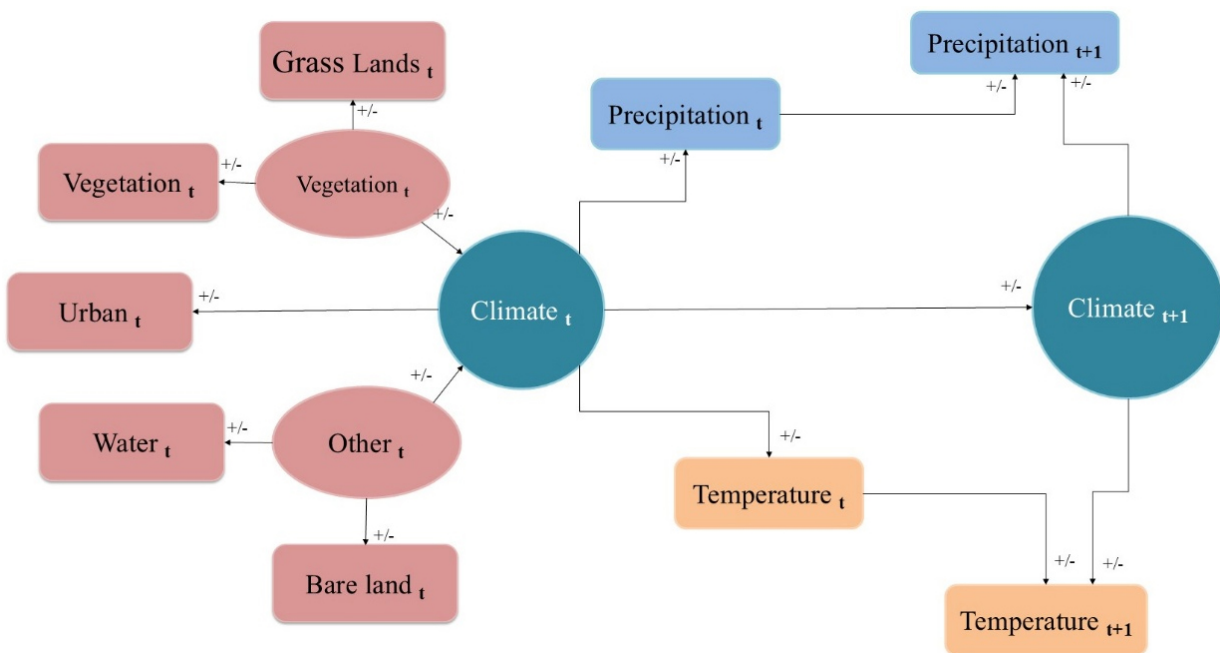 Grass Lands t
+/-
Vegetation t
+/-
Vegetation t
+/-
Urban t
+/-
Climate t
Water t
+/-
Other t
+/-
+/-
Bare land t
Precipitation t
+/-
Precipitation t+1
+/-
+/-
+/-
Climate t+1
+/-
Temperature t
+/-
+/-
Temperature t+1